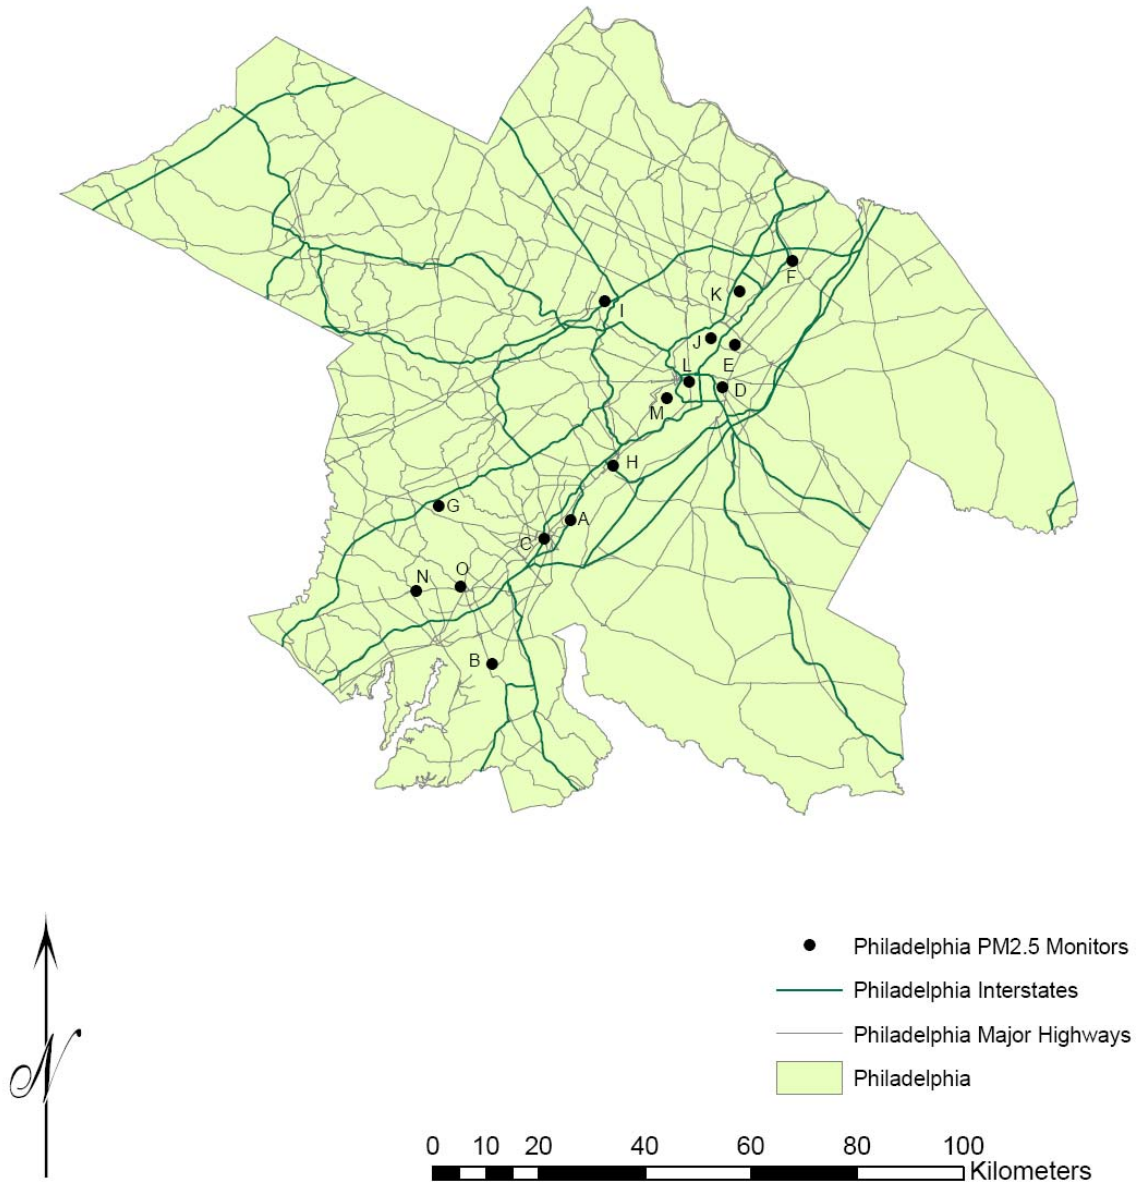 F
K
I
J
E
L
D
M
H
G
A
C
N
O
B
N
Philadelphia PM2.5 Monitors
Philadelphia Interstates
Philadelphia Major Highways
Philadelphia
0 10 20 40 60 80 100
Kilometers